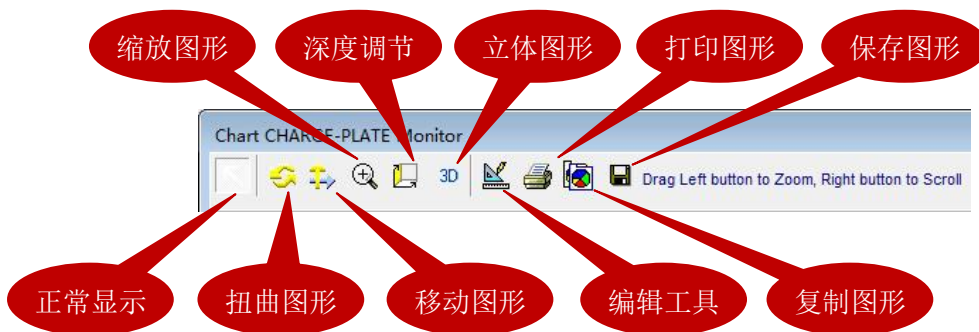 缩放图形
深度调节
立体图形
打印图形
保存图形
Chart CHARGE-PLATE Monitor
3D
Drag Left button to Zoom, Right button to Scroll
正常显示
扭曲图形
移动图形
编辑工具
复制图形